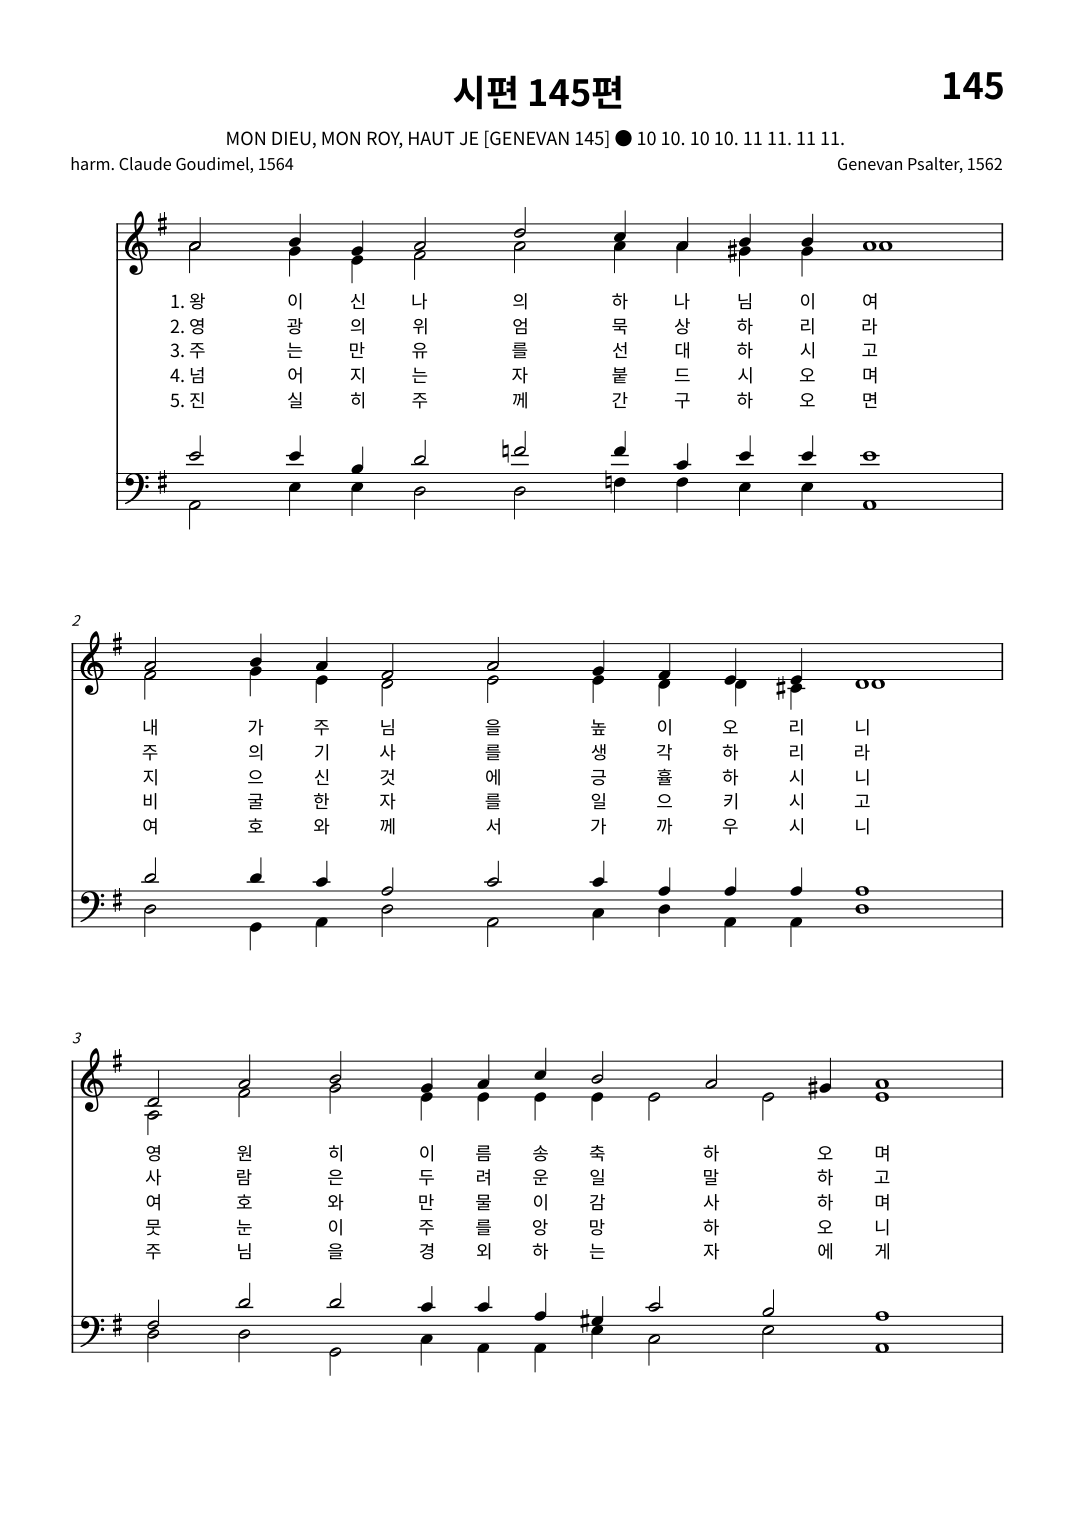 시편 145편
145
MON DIEU, MON ROY, HAUT JE [GENEVAN 145] ● 10 10. 10 10. 11 11. 11 11.
harm. Claude Goudimel, 1564
Genevan Psalter, 1562
1. 왕 이 신 나 의 하 나 님 이 여
2. 영 광 의 위 엄 묵 상 하 리 라
3. 주 는 만 유 를 선 대 하 시 고
4. 넘 어 지 는 자 붙 드 시 오 며
5. 진 실 히 주 께 간 구 하 오 면
2
내 가 주 님 을 높 이 오 리 니
주 의 기 사 를 생 각 하 리 라
지 으 신 것 에 긍 휼 하 시 니
비 굴 한 자 를 일 으 키 시 고
여 호 와 께 서 가 까 우 시 니
3
영 원 히 이 름 송 축 하 오 며
사 람 은 두 려 운 일 말 하 고
여 호 와 만 물 이 감 사 하 며
뭇 눈 이 주 를 앙 망 하 오 니
주 님 을 경 외 하 는 자 에 게